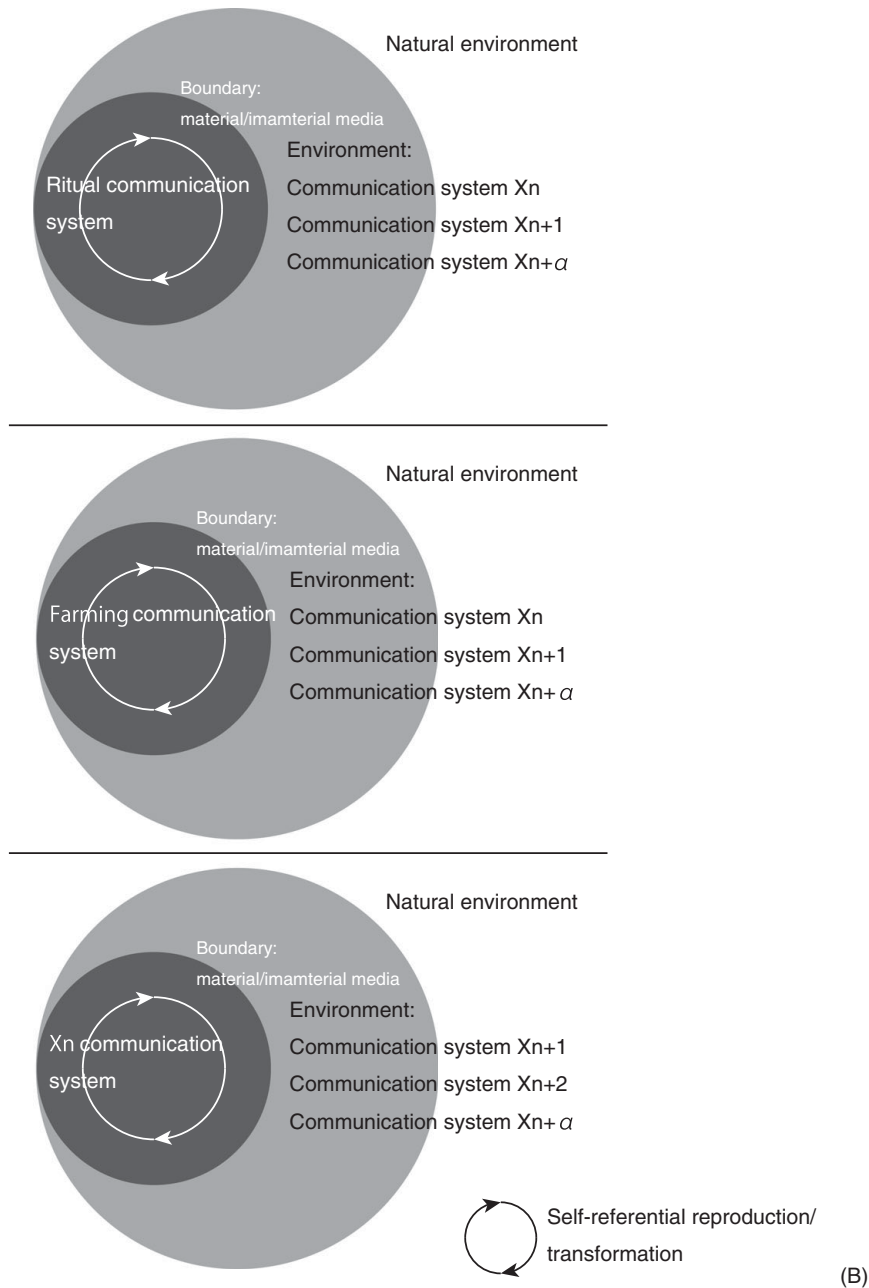 Natural environment
Boundary:
material/imamterial media
Environment:
Ritual communication
system
Communication system Xn
Communication system Xn+1
Communication system Xn+α
Natural environment
Boundary:
material/imamterial media
Environment:
Farming communication
system
Communication system Xn
Communication system Xn+1
Communication system Xn+α
Natural environment
Boundary:
material/imamterial media
Environment:
Xn communication
system
Communication system Xn+1
Communication system Xn+2
Communication system Xn+α
Self-referential reproduction/
transformation
(B)